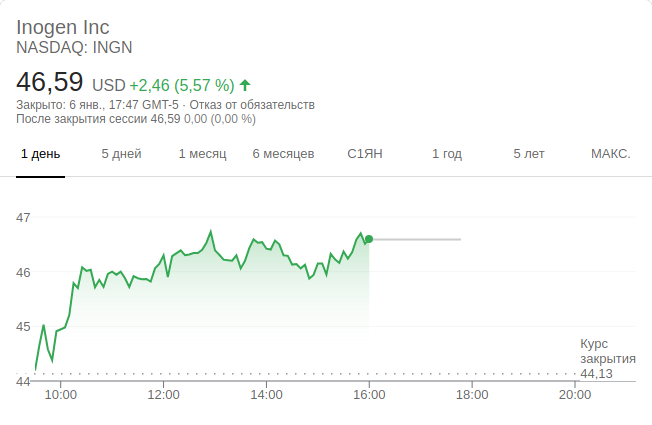 Inogen Inc
NASDAQ: INGN
46,59 USD +2,46 (5,57 %)
Закрыто: 6 янв., 17:47 GMT-5 · Отказ от обязательств
После закрытия сессии 46,59 0,00 (0,00 %)
1 день 5 дней 1 месяц 6 месяцев С1ЯН 1 год 5 лет МАКС.
47
46
45
Курс
закрытия
44,13
44
10:00 12:00 14:00 16:00 18:00 20:00